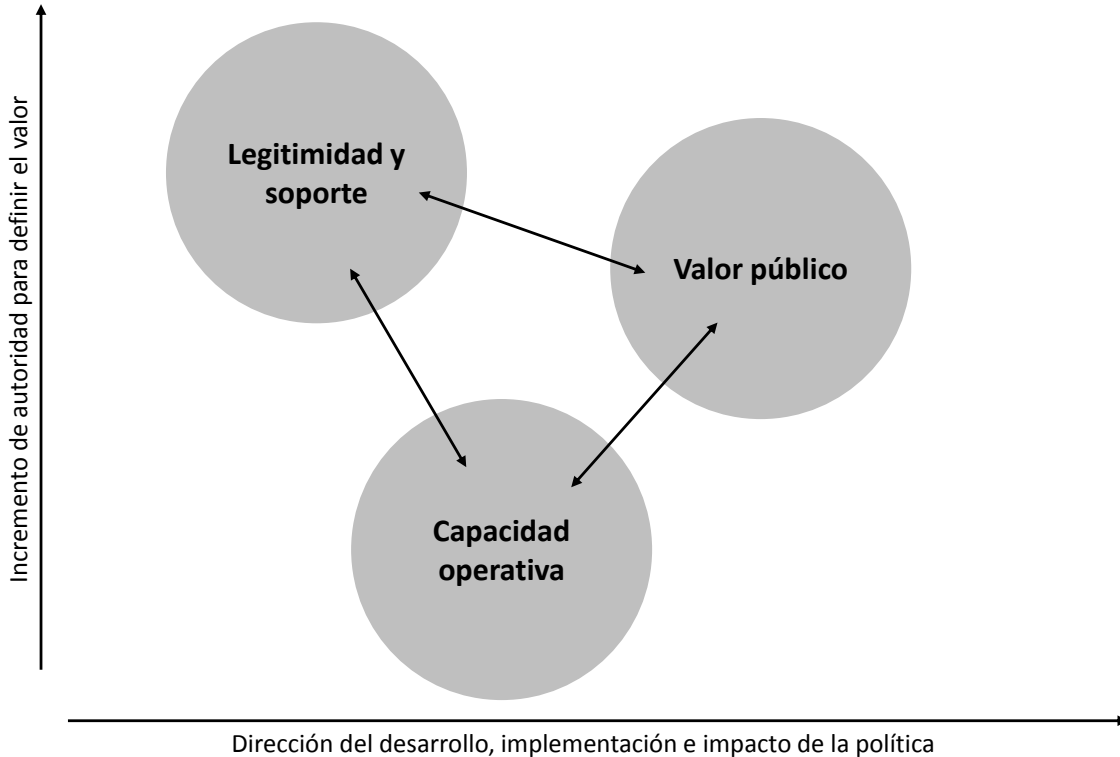 Incremento de autoridad para definir el valor
Legitimidad y
soporte
Valor público
Capacidad
operativa
Dirección del desarrollo, implementación e impacto de la política